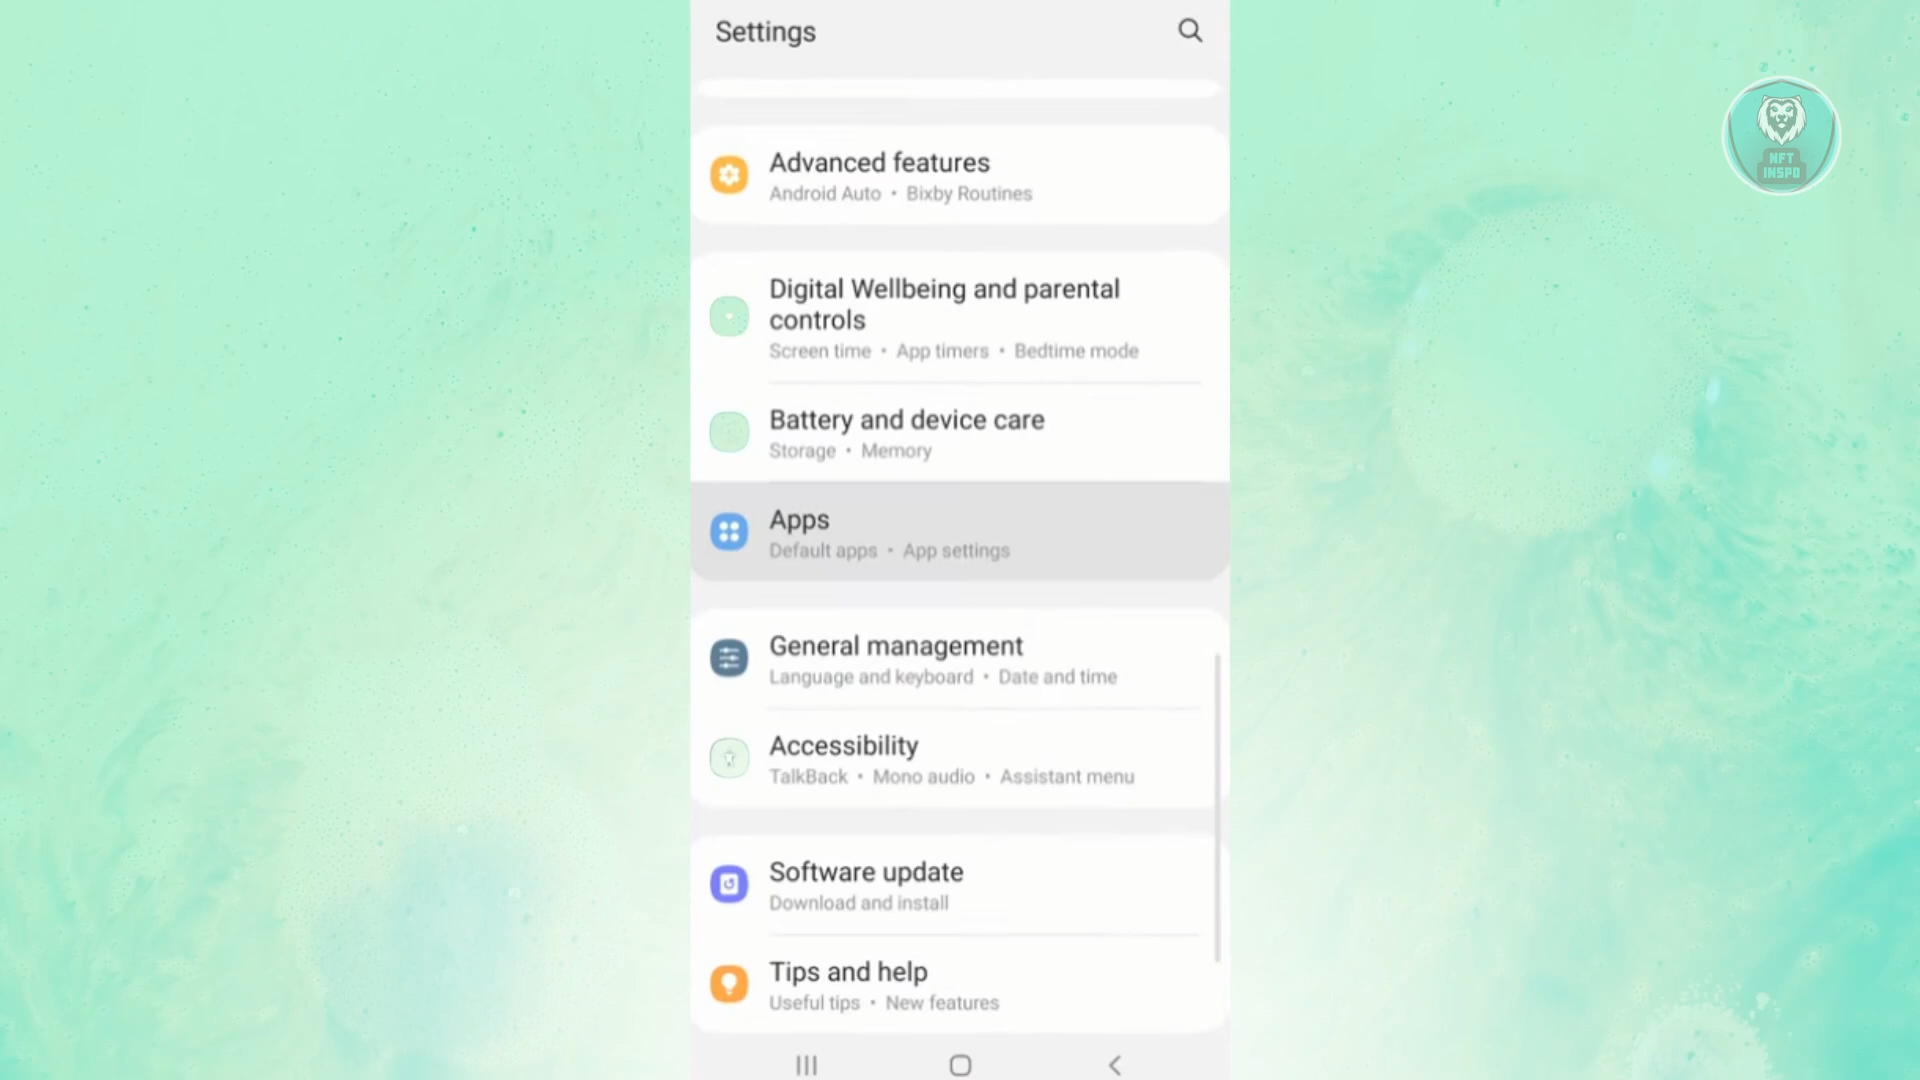 Settings
Advanced features
Android Auto • Bixby Routines
Digital Wellbeing and parental
controls
Screen time • App timers • Bedtime mode
Battery and device care
Storage • Memory
Apps
Default apps • App settings
General management
Language and keyboard • Date and time
Accessibility
TalkBack • Mono audio • Assistant menu
Software update
Download and install
Tips and help
Useful tips • New features
NFT
INSPO